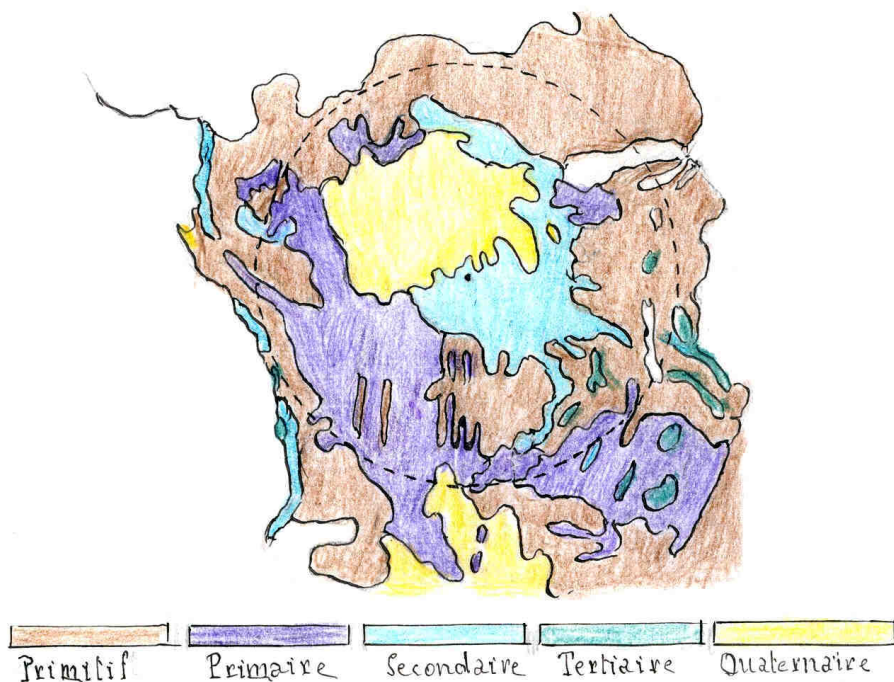 Primitif
Primaire
Secondaire
Tertiaire
Quaternaire